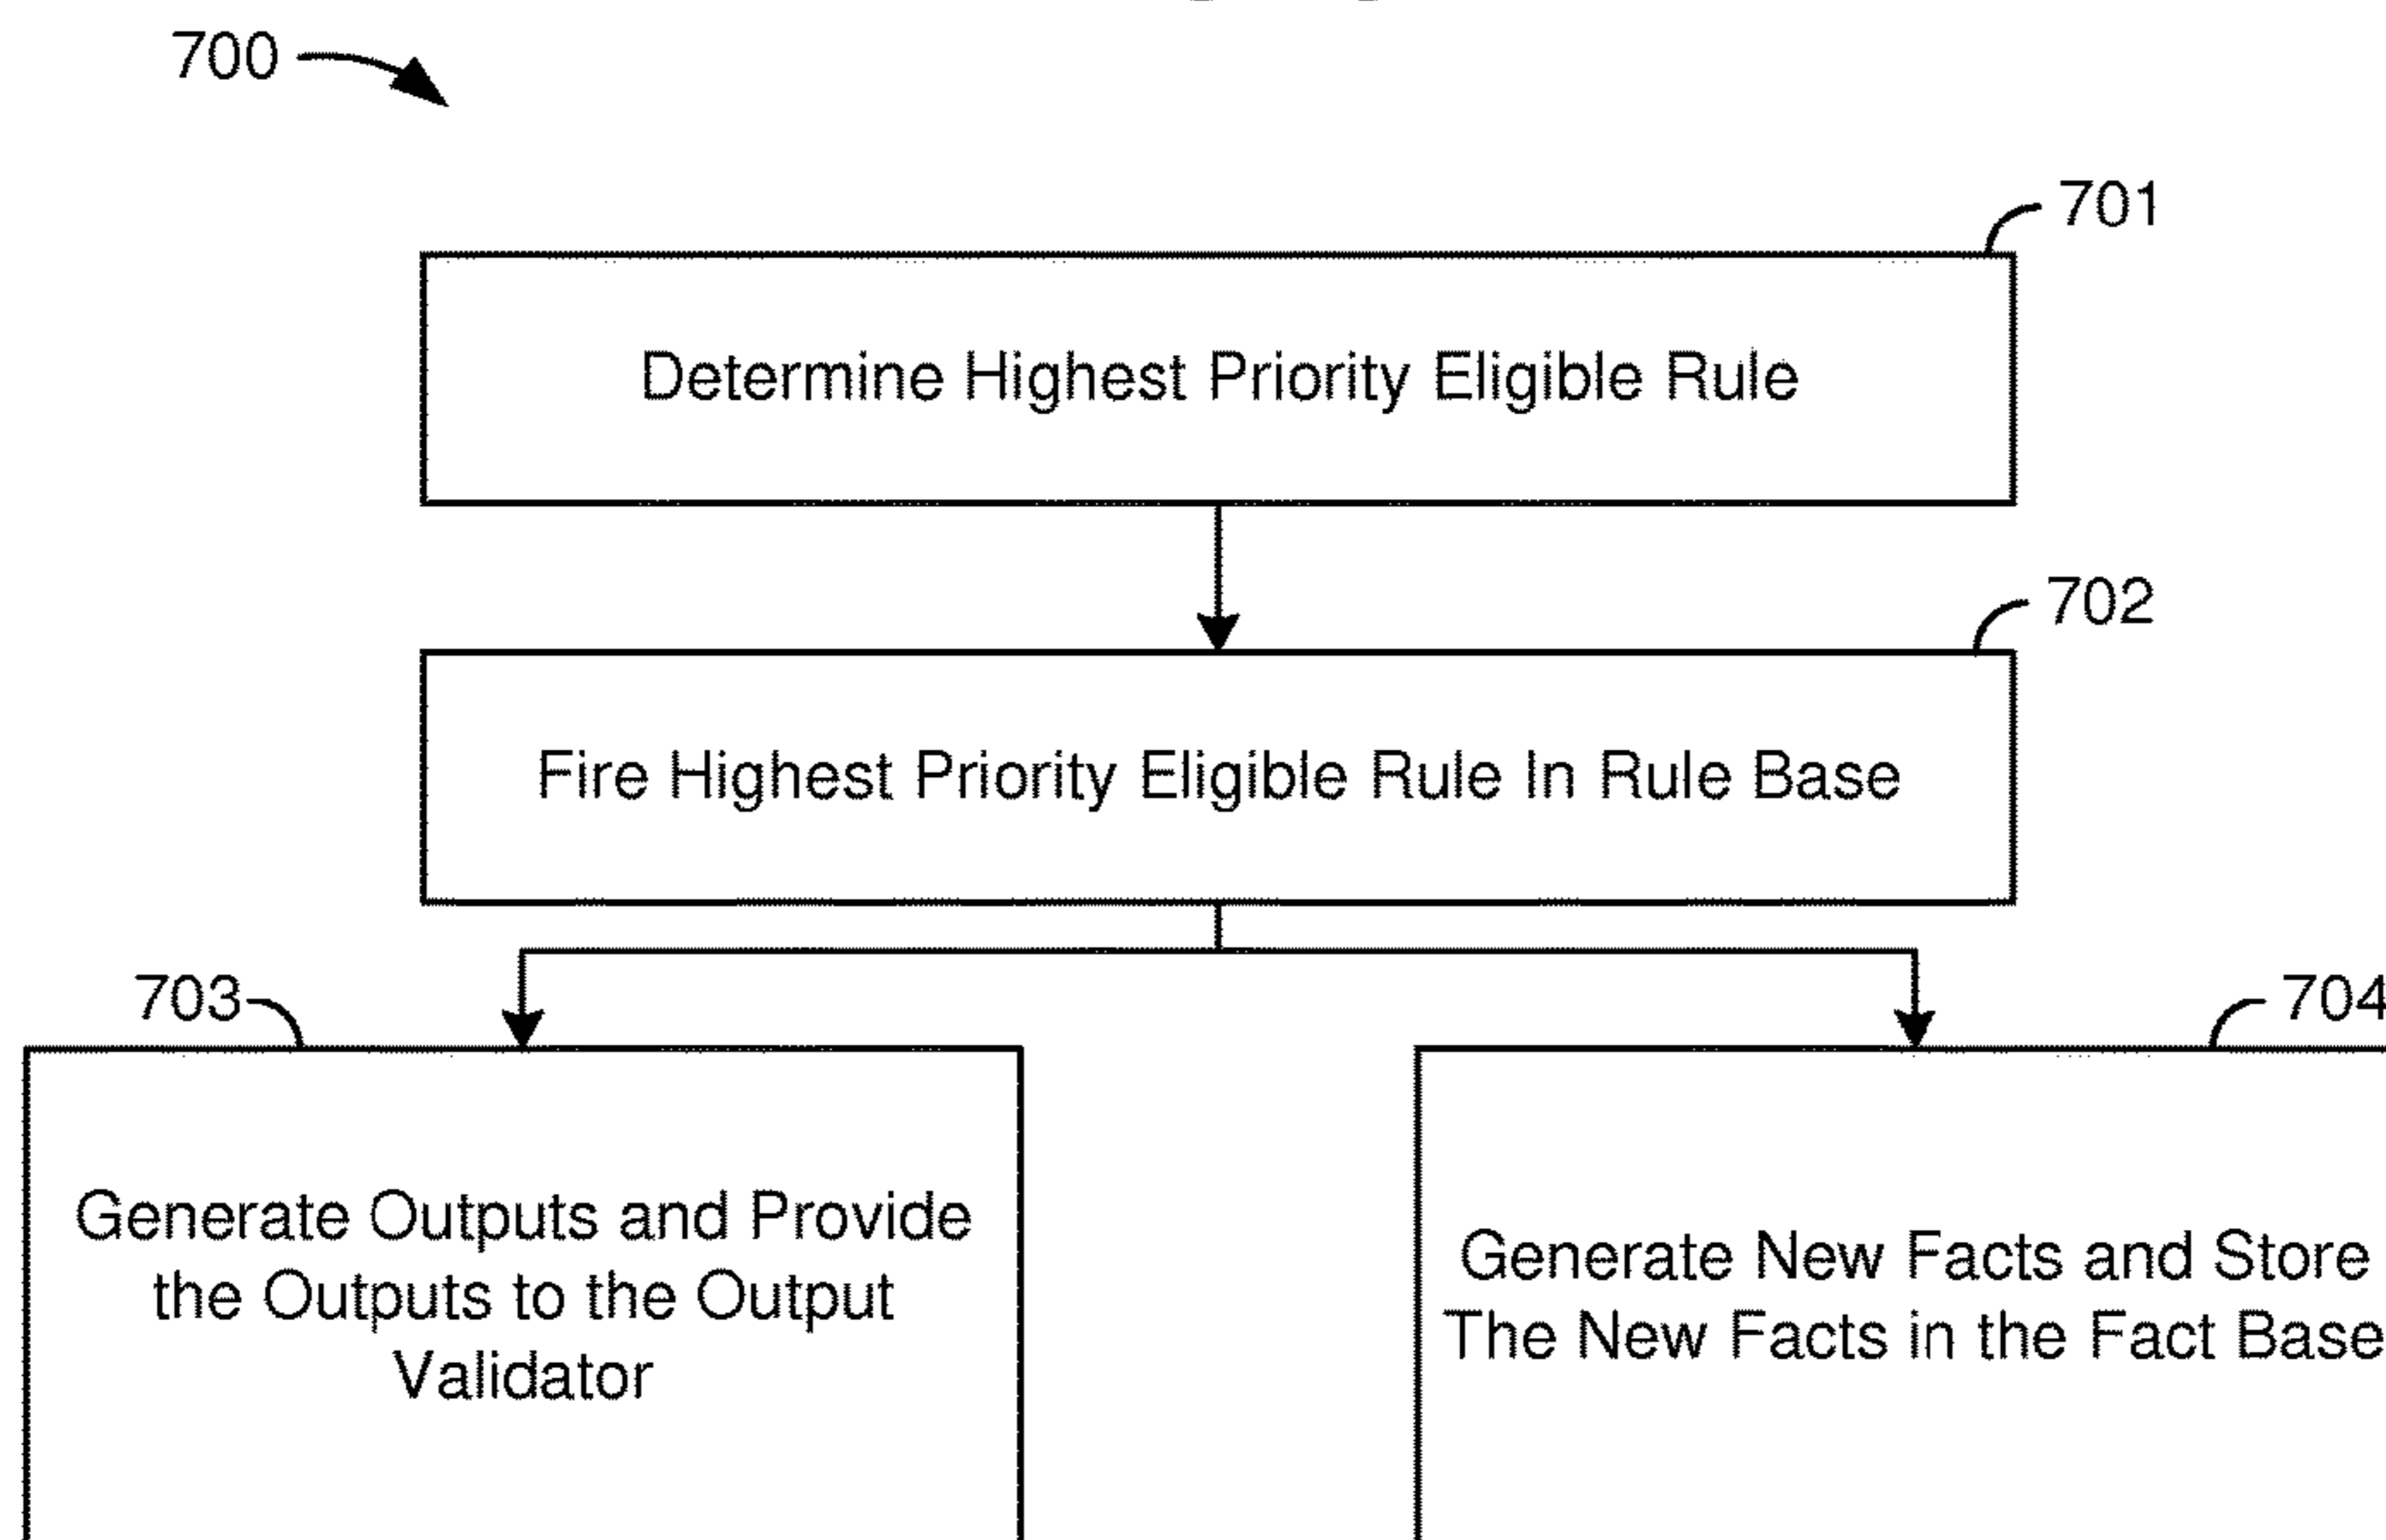 700
701
Determine Highest Priority Eligible Rule
702
Fire Highest Priority Eligible Rule In Rule Base
703
704
Generate Outputs and Provide
the Outputs to the Output
Validator
Generate New Facts and Store
The New Facts in the Fact Base